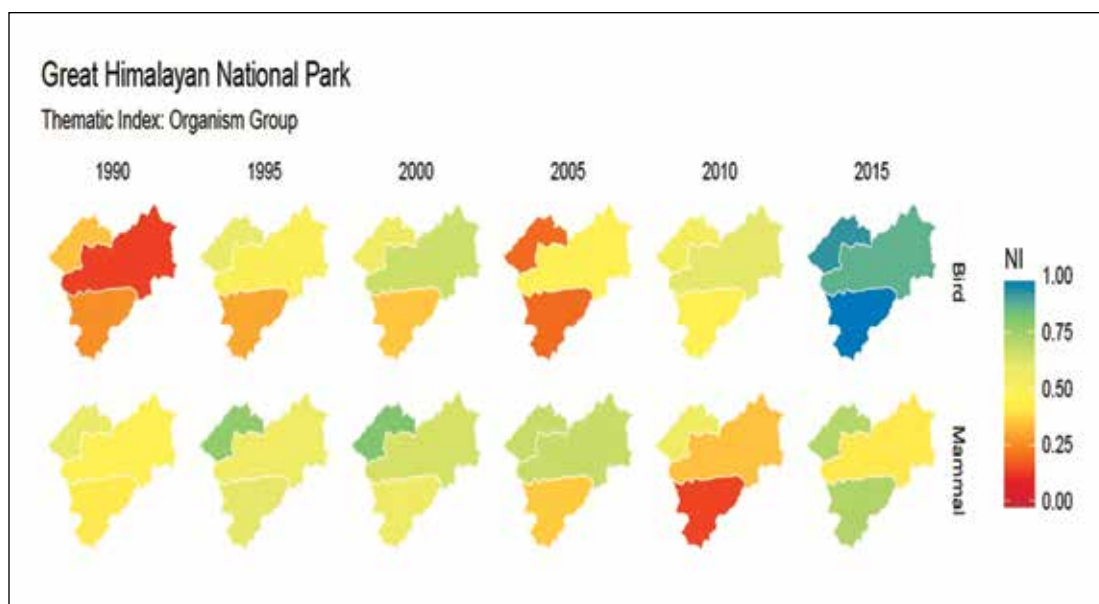 Great Himalayan National Park
Thematic Index: Organism Group
1990 1995 2000 2005 2010 2015
Bird
Mammal
NI
1.00
0.75
0.50
0.25
0.00